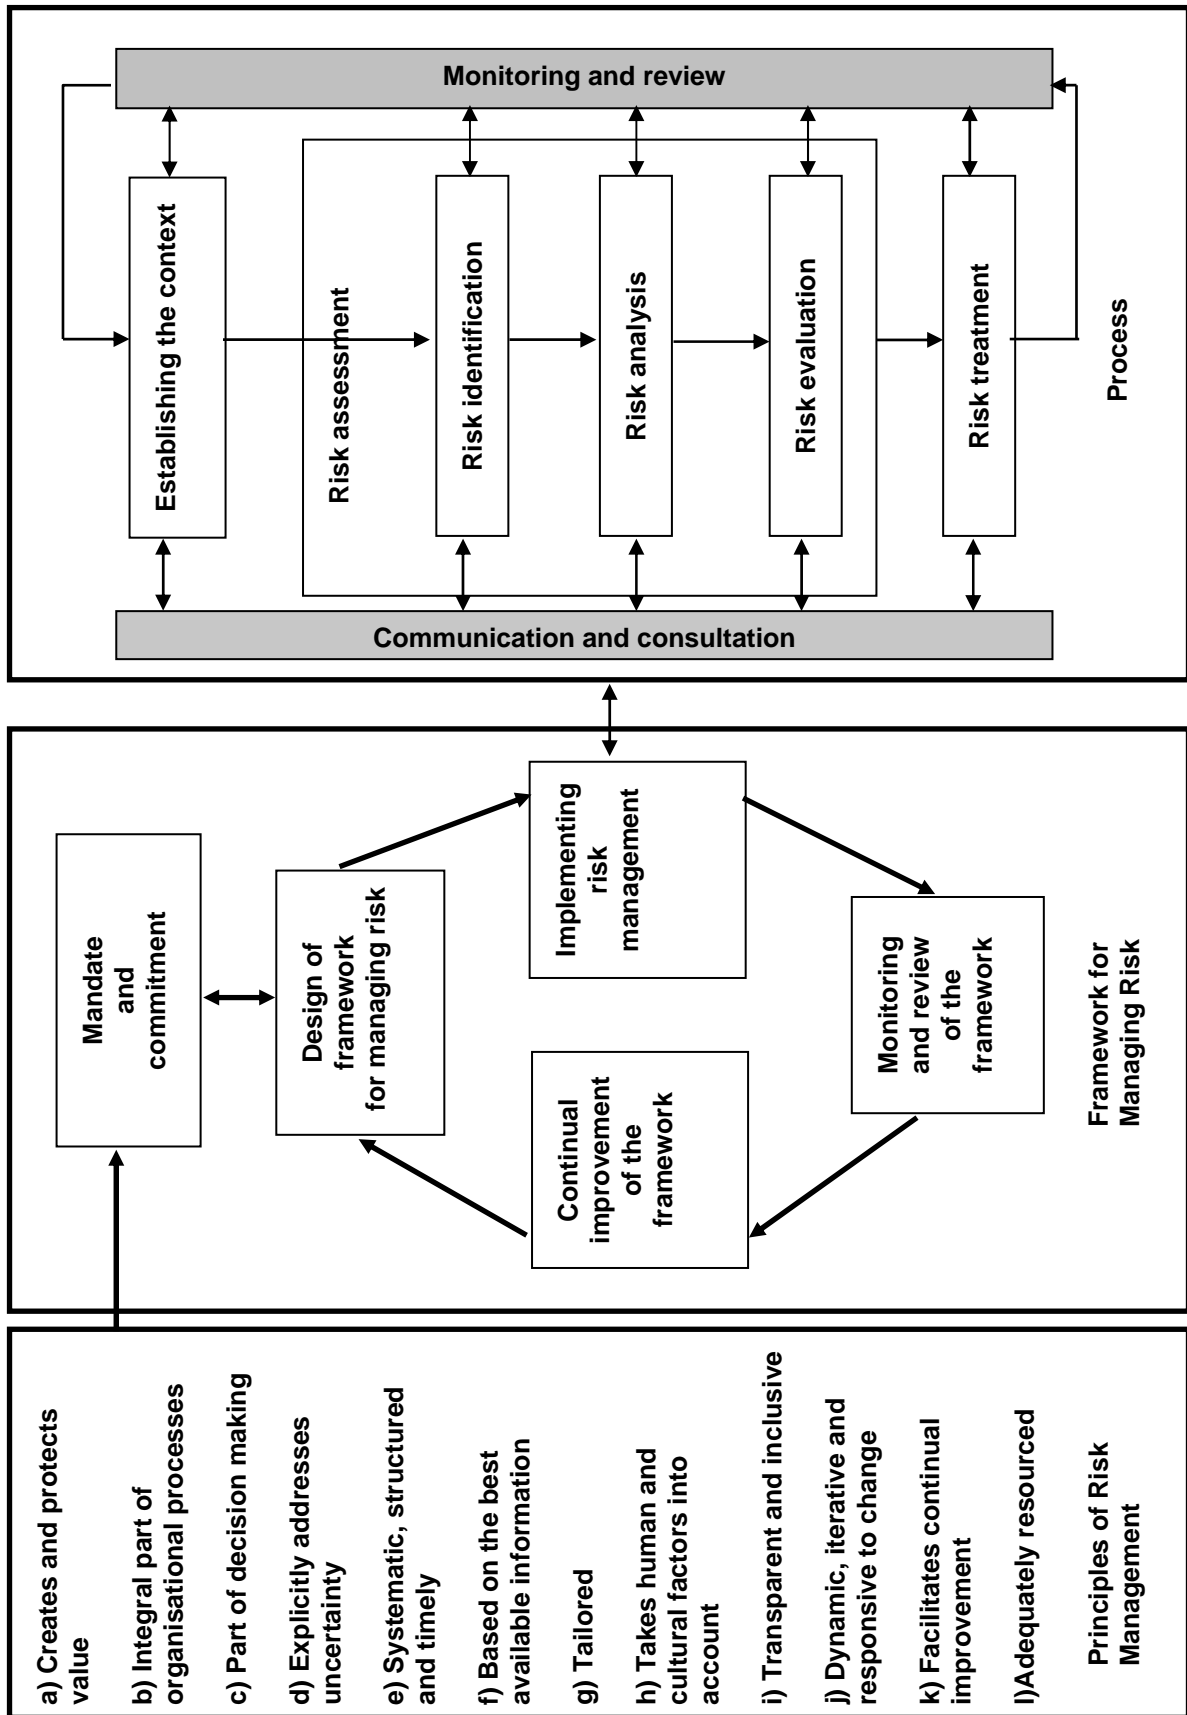 a) Creates and protects
value
b) Integral part of
organisational processes
c) Part of decision making
d) Explicitly addresses
uncertainty
e) Systematic, structured
and timely
f) Based on the best
available information
g) Tailored
h) Takes human and
cultural factors into
account
i) Transparent and inclusive
j) Dynamic, iterative and
responsive to change
k) Facilitates continual
improvement
l)Adequately resourced
Principles of Risk
Management
Mandate
and
commitment
Design of
framework
for managing risk
Implementing
risk
management
Continual
improvement
of the
framework
Monitoring
and review
of the
framework
Framework for
Managing Risk
Communication and consultation
Establishing the context
Risk assessment
Risk identification
Risk analysis
Risk evaluation
Risk treatment
Monitoring and review
Process